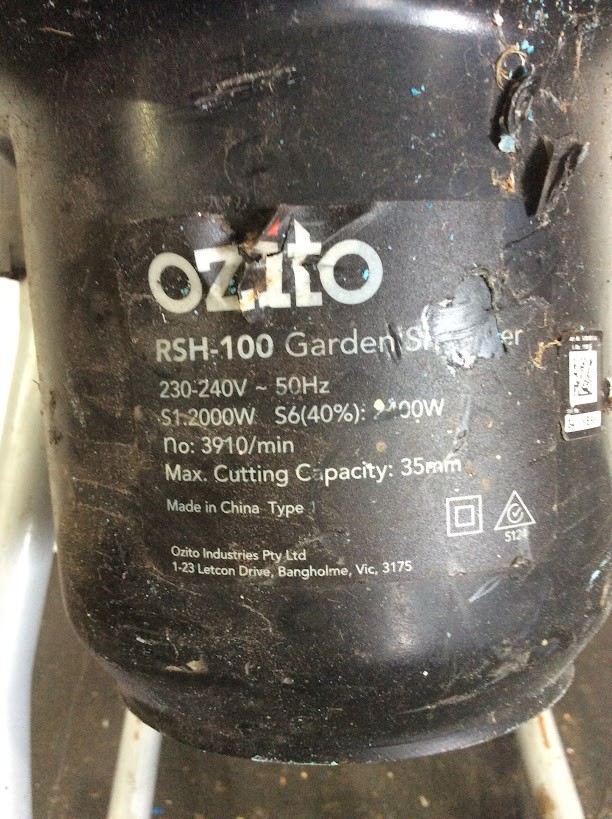 ozito
RSH-100 Garden
230-240V ~ 50Hz
S1:2000W S6(40%):
no: 3910/min
Max. Cutting Capacity: 35mm
Made in China Type
Ozito Industries Pty Ltd
1-23 Letcon Drive, Bangholme, Vic, 3175